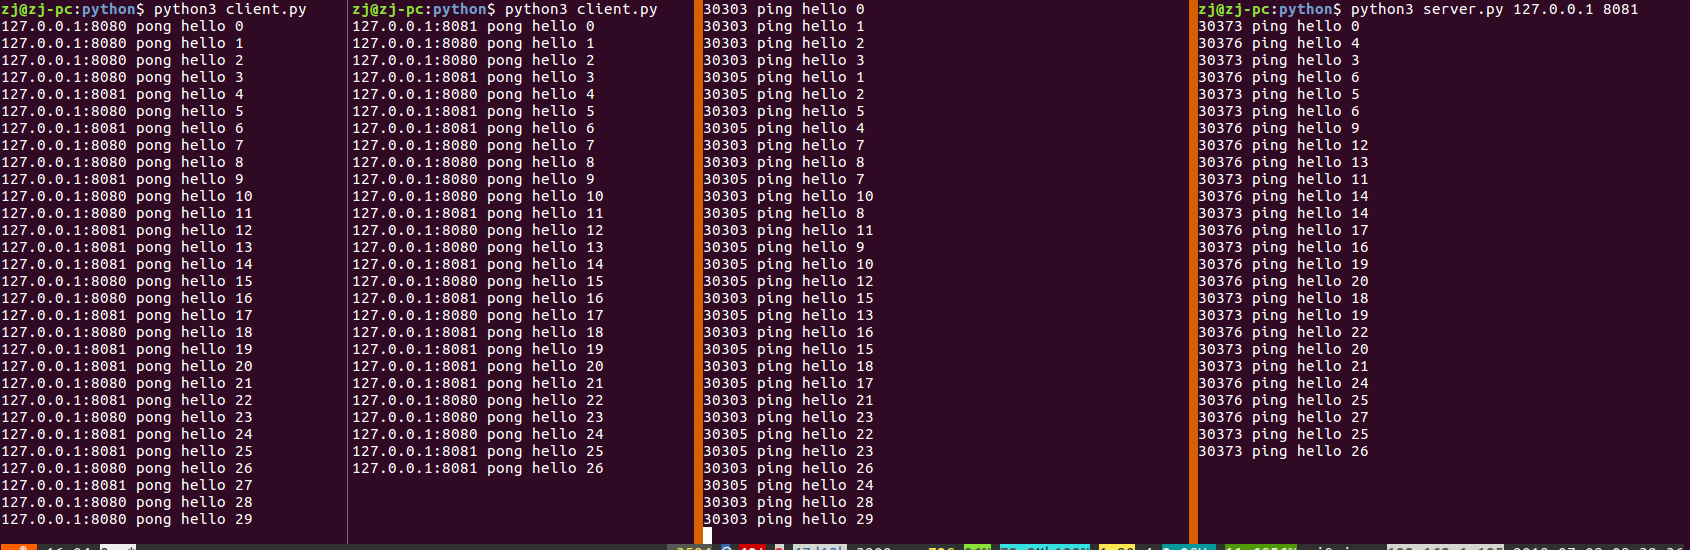 zj@zj-pc:python$ python3 client.py
127.0.0.1:8080 pong hello 0
127.0.0.1:8080 pong hello 1
127.0.0.1:8080 pong hello 2
127.0.0.1:8080 pong hello 3
127.0.0.1:8081 pong hello 4
127.0.0.1:8080 pong hello 5
127.0.0.1:8081 pong hello 6
127.0.0.1:8080 pong hello 7
127.0.0.1:8080 pong hello 8
127.0.0.1:8081 pong hello 9
127.0.0.1:8080 pong hello 10
127.0.0.1:8080 pong hello 11
127.0.0.1:8081 pong hello 12
127.0.0.1:8081 pong hello 13
127.0.0.1:8081 pong hello 14
127.0.0.1:8080 pong hello 15
127.0.0.1:8080 pong hello 16
127.0.0.1:8081 pong hello 17
127.0.0.1:8080 pong hello 18
127.0.0.1:8081 pong hello 19
127.0.0.1:8081 pong hello 20
127.0.0.1:8080 pong hello 21
127.0.0.1:8081 pong hello 22
127.0.0.1:8080 pong hello 23
127.0.0.1:8081 pong hello 24
127.0.0.1:8081 pong hello 25
127.0.0.1:8080 pong hello 26
127.0.0.1:8081 pong hello 27
127.0.0.1:8080 pong hello 28
127.0.0.1:8080 pong hello 29
zj@zj-pc:python$ python3 client.py
127.0.0.1:8081 pong hello 0
127.0.0.1:8080 pong hello 1
127.0.0.1:8080 pong hello 2
127.0.0.1:8081 pong hello 3
127.0.0.1:8080 pong hello 4
127.0.0.1:8081 pong hello 5
127.0.0.1:8081 pong hello 6
127.0.0.1:8080 pong hello 7
127.0.0.1:8080 pong hello 8
127.0.0.1:8080 pong hello 9
127.0.0.1:8080 pong hello 10
127.0.0.1:8081 pong hello 11
127.0.0.1:8080 pong hello 12
127.0.0.1:8080 pong hello 13
127.0.0.1:8081 pong hello 14
127.0.0.1:8080 pong hello 15
127.0.0.1:8081 pong hello 16
127.0.0.1:8080 pong hello 17
127.0.0.1:8081 pong hello 18
127.0.0.1:8081 pong hello 19
127.0.0.1:8081 pong hello 20
127.0.0.1:8081 pong hello 21
127.0.0.1:8080 pong hello 22
127.0.0.1:8080 pong hello 23
127.0.0.1:8080 pong hello 24
127.0.0.1:8081 pong hello 25
127.0.0.1:8081 pong hello 26
30303 ping hello 0
30303 ping hello 1
30303 ping hello 2
30303 ping hello 3
30305 ping hello 1
30305 ping hello 2
30303 ping hello 5
30305 ping hello 4
30303 ping hello 7
30303 ping hello 8
30305 ping hello 7
30303 ping hello 10
30305 ping hello 8
30303 ping hello 11
30305 ping hello 9
30305 ping hello 10
30305 ping hello 12
30303 ping hello 15
30305 ping hello 13
30303 ping hello 16
30305 ping hello 15
30303 ping hello 18
30305 ping hello 17
30303 ping hello 21
30303 ping hello 23
30305 ping hello 22
30305 ping hello 23
30303 ping hello 26
30305 ping hello 24
30303 ping hello 28
30303 ping hello 29
zj@zj-pc:python$ python3 server.py 127.0.0.1 8081
30373 ping hello 0
30376 ping hello 4
30373 ping hello 3
30376 ping hello 6
30373 ping hello 5
30373 ping hello 6
30376 ping hello 9
30376 ping hello 12
30376 ping hello 13
30373 ping hello 11
30376 ping hello 14
30373 ping hello 14
30376 ping hello 17
30373 ping hello 16
30376 ping hello 19
30376 ping hello 20
30373 ping hello 18
30373 ping hello 19
30376 ping hello 22
30373 ping hello 20
30373 ping hello 21
30376 ping hello 24
30376 ping hello 25
30376 ping hello 27
30373 ping hello 25
30373 ping hello 26